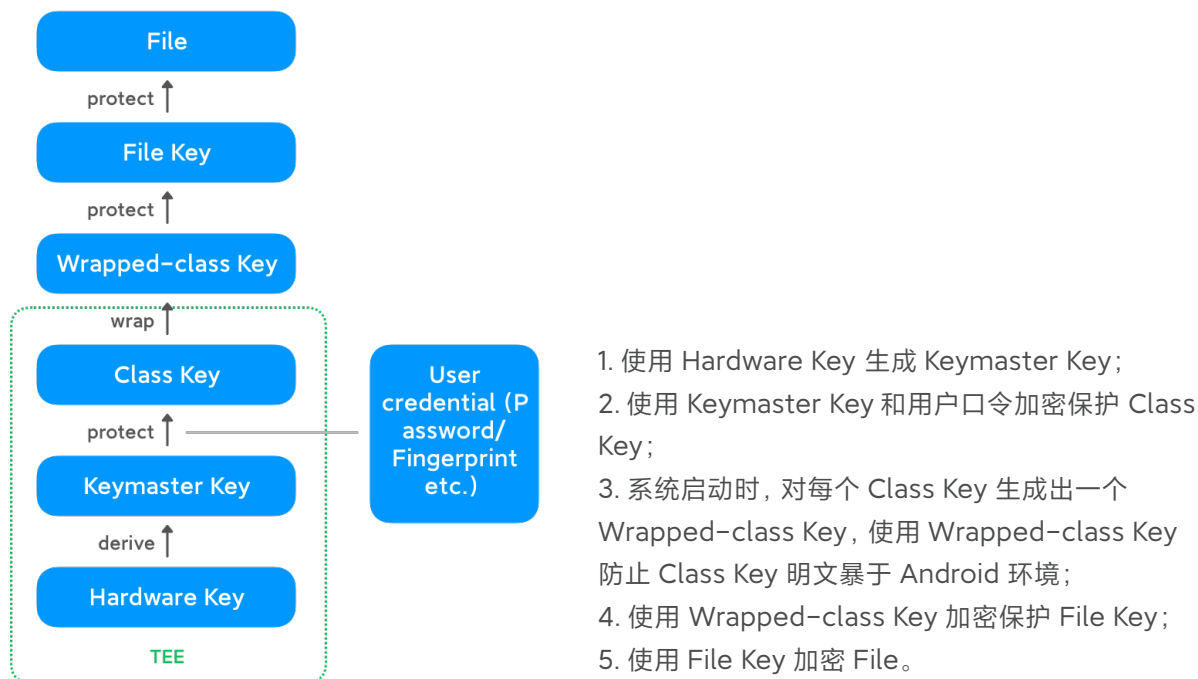 File
protect
File Key
protect
Wrapped-class Key
wrap
Class Key
protect
Keymaster Key
derive
Hardware Key
TEE
User
credential (P
assword/
Fingerprint
etc.)
1. 使用 Hardware Key 生成 Keymaster Key；
2. 使用 Keymaster Key 和用户口令加密保护 Class
Key；
3. 系统启动时，对每个 Class Key 生成出一个
Wrapped-class Key，使用 Wrapped-class Key
防止 Class Key 明文暴于 Android 环境；
4. 使用 Wrapped-class Key 加密保护 File Key；
5. 使用 File Key 加密 File。